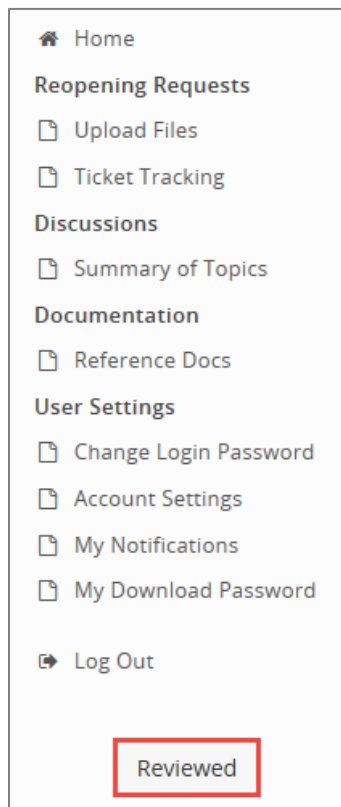 Home
Reopening Requests
Upload Files
Ticket Tracking
Discussions
Summary of Topics
Documentation
Reference Docs
User Settings
Change Login Password
Account Settings
My Notifications
My Download Password
Log Out
Reviewed